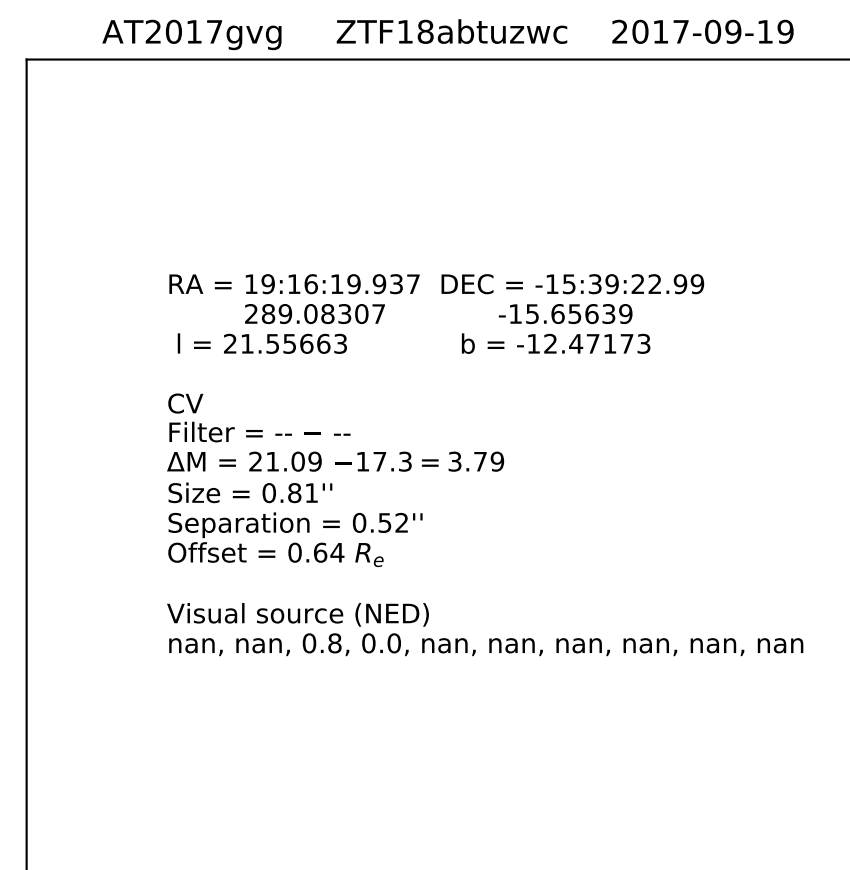 AT2017gvg ZTF18abtuzwc 2017-09-19
RA = 19:16:19.937 DEC = -15:39:22.99
289.08307 -15.65639
l = 21.55663 b = -12.47173
CV
Filter = -- − --
ΔM = 21.09 −17.3 = 3.79
Size = 0.81''
Separation = 0.52''
Offset = 0.64 Rₑ
Visual source (NED)
nan, nan, 0.8, 0.0, nan, nan, nan, nan, nan, nan